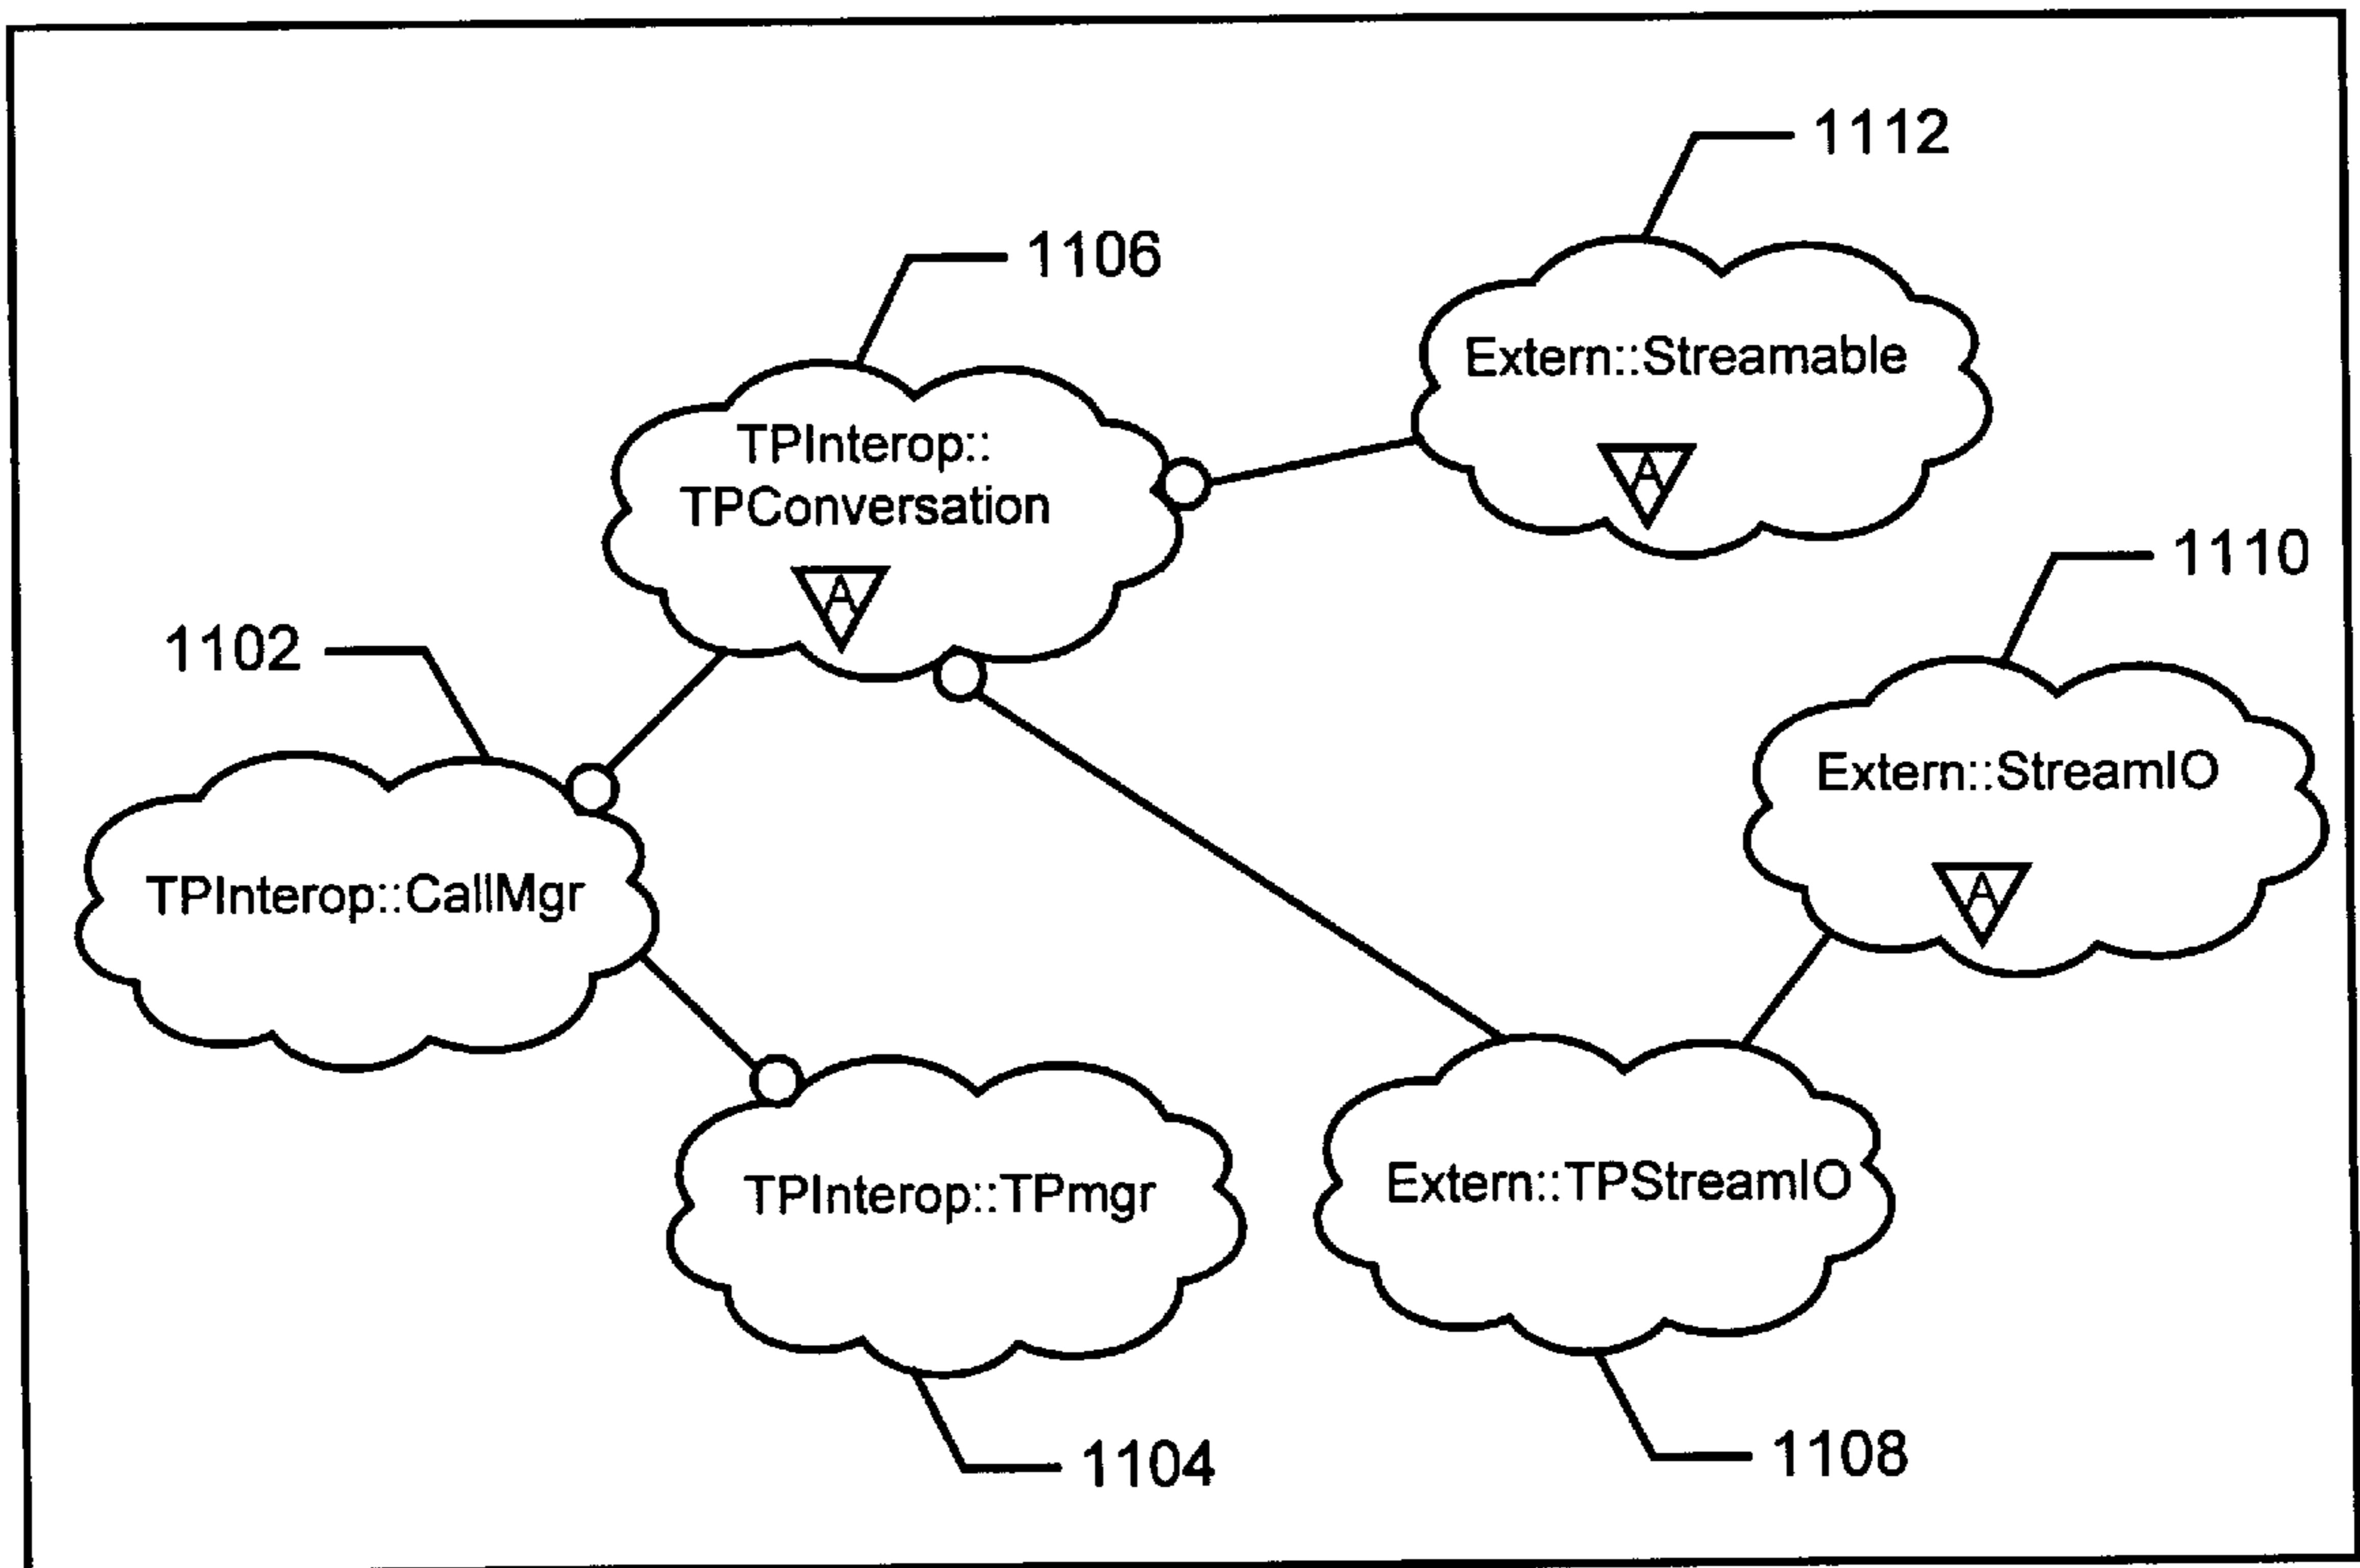 1112
1106
Extern::Streamable
A
TPInterop::
TPConversation
A
1110
1102
Extern::StreamIO
A
TPInterop::CallMgr
TPInterop::TPmgr
Extern::TPStreamIO
1104
1108